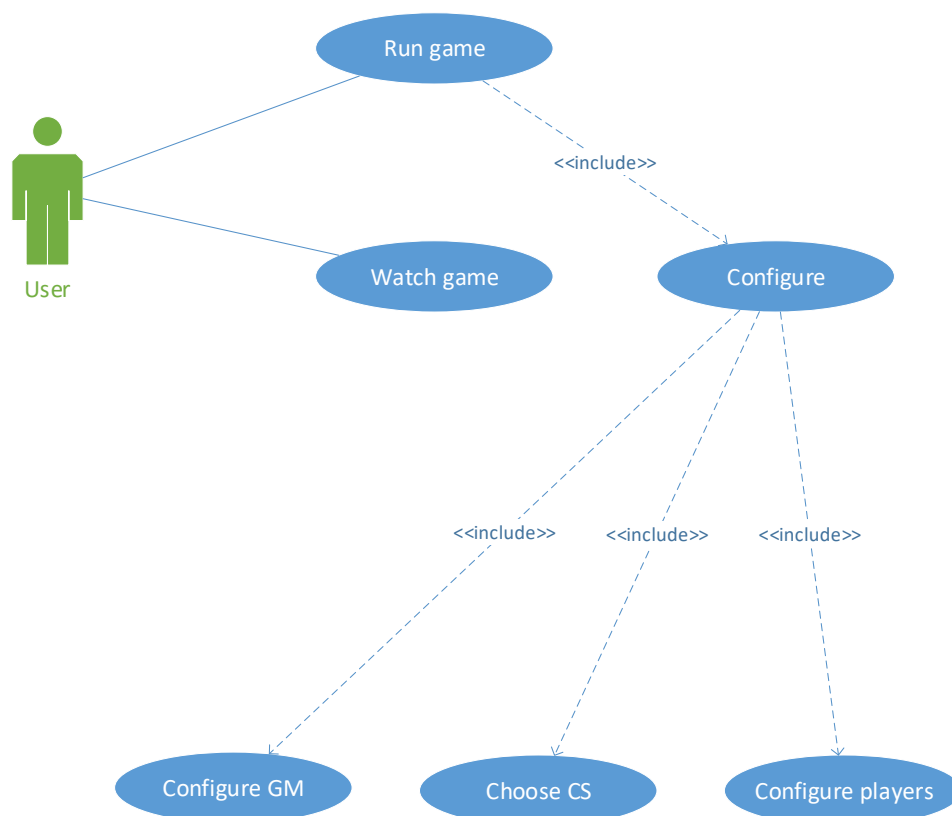 Run game
<<include>>
User
Watch game
Configure
<<include>>
<<include>>
<<include>>
Configure GM
Choose CS
Configure players